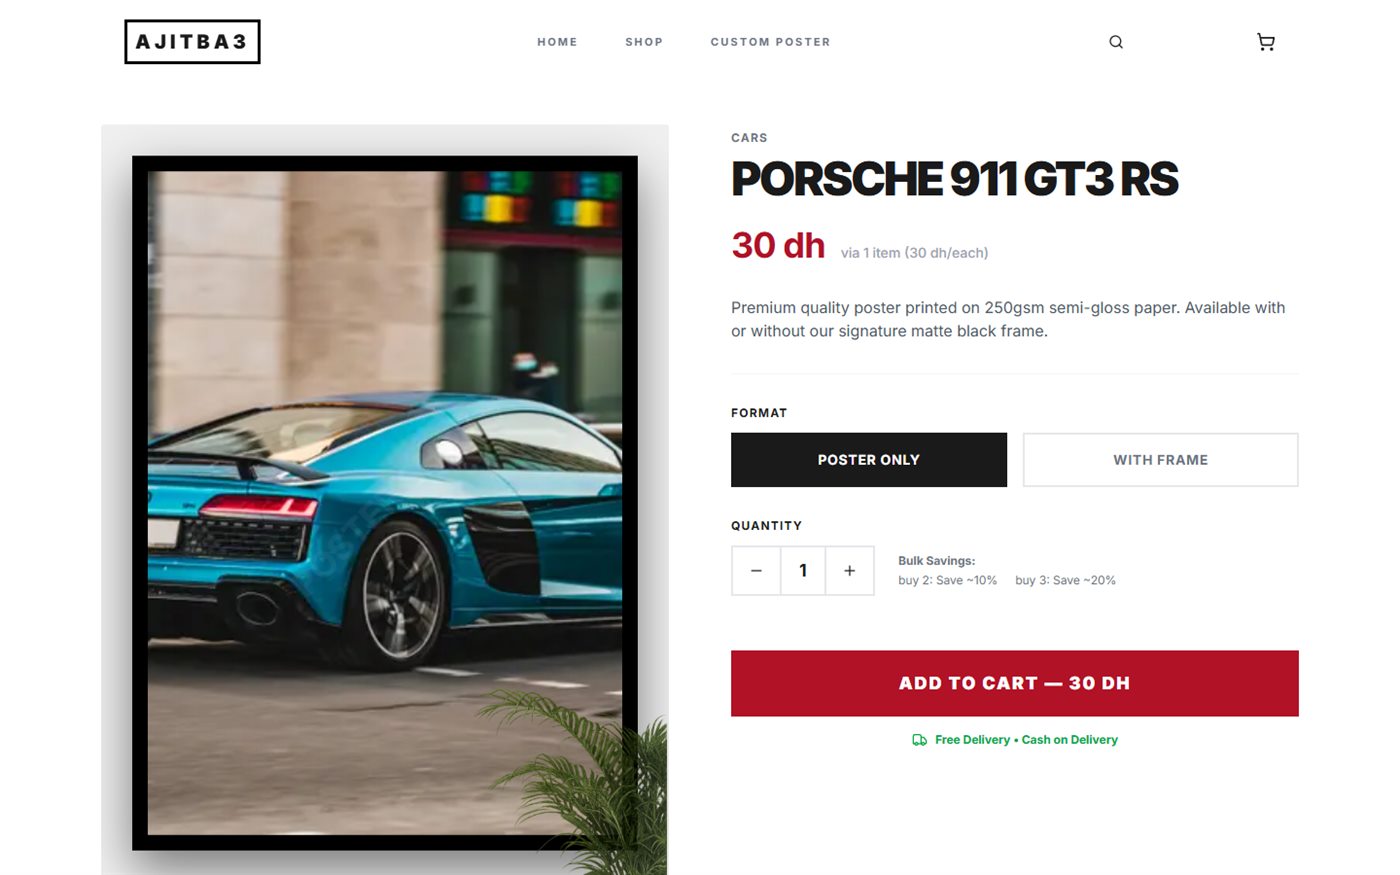 AJITBA3
HOME
SHOP
CUSTOM POSTER
CARS
PORSCHE 911 GT3 RS
30 dh via 1 item (30 dh/each)
Premium quality poster printed on 250gsm semi-gloss paper. Available with
or without our signature matte black frame.
FORMAT
POSTER ONLY
WITH FRAME
QUANTITY
− 1 +
Bulk Savings:
buy 2: Save ~10% buy 3: Save ~20%
ADD TO CART — 30 DH
Free Delivery • Cash on Delivery